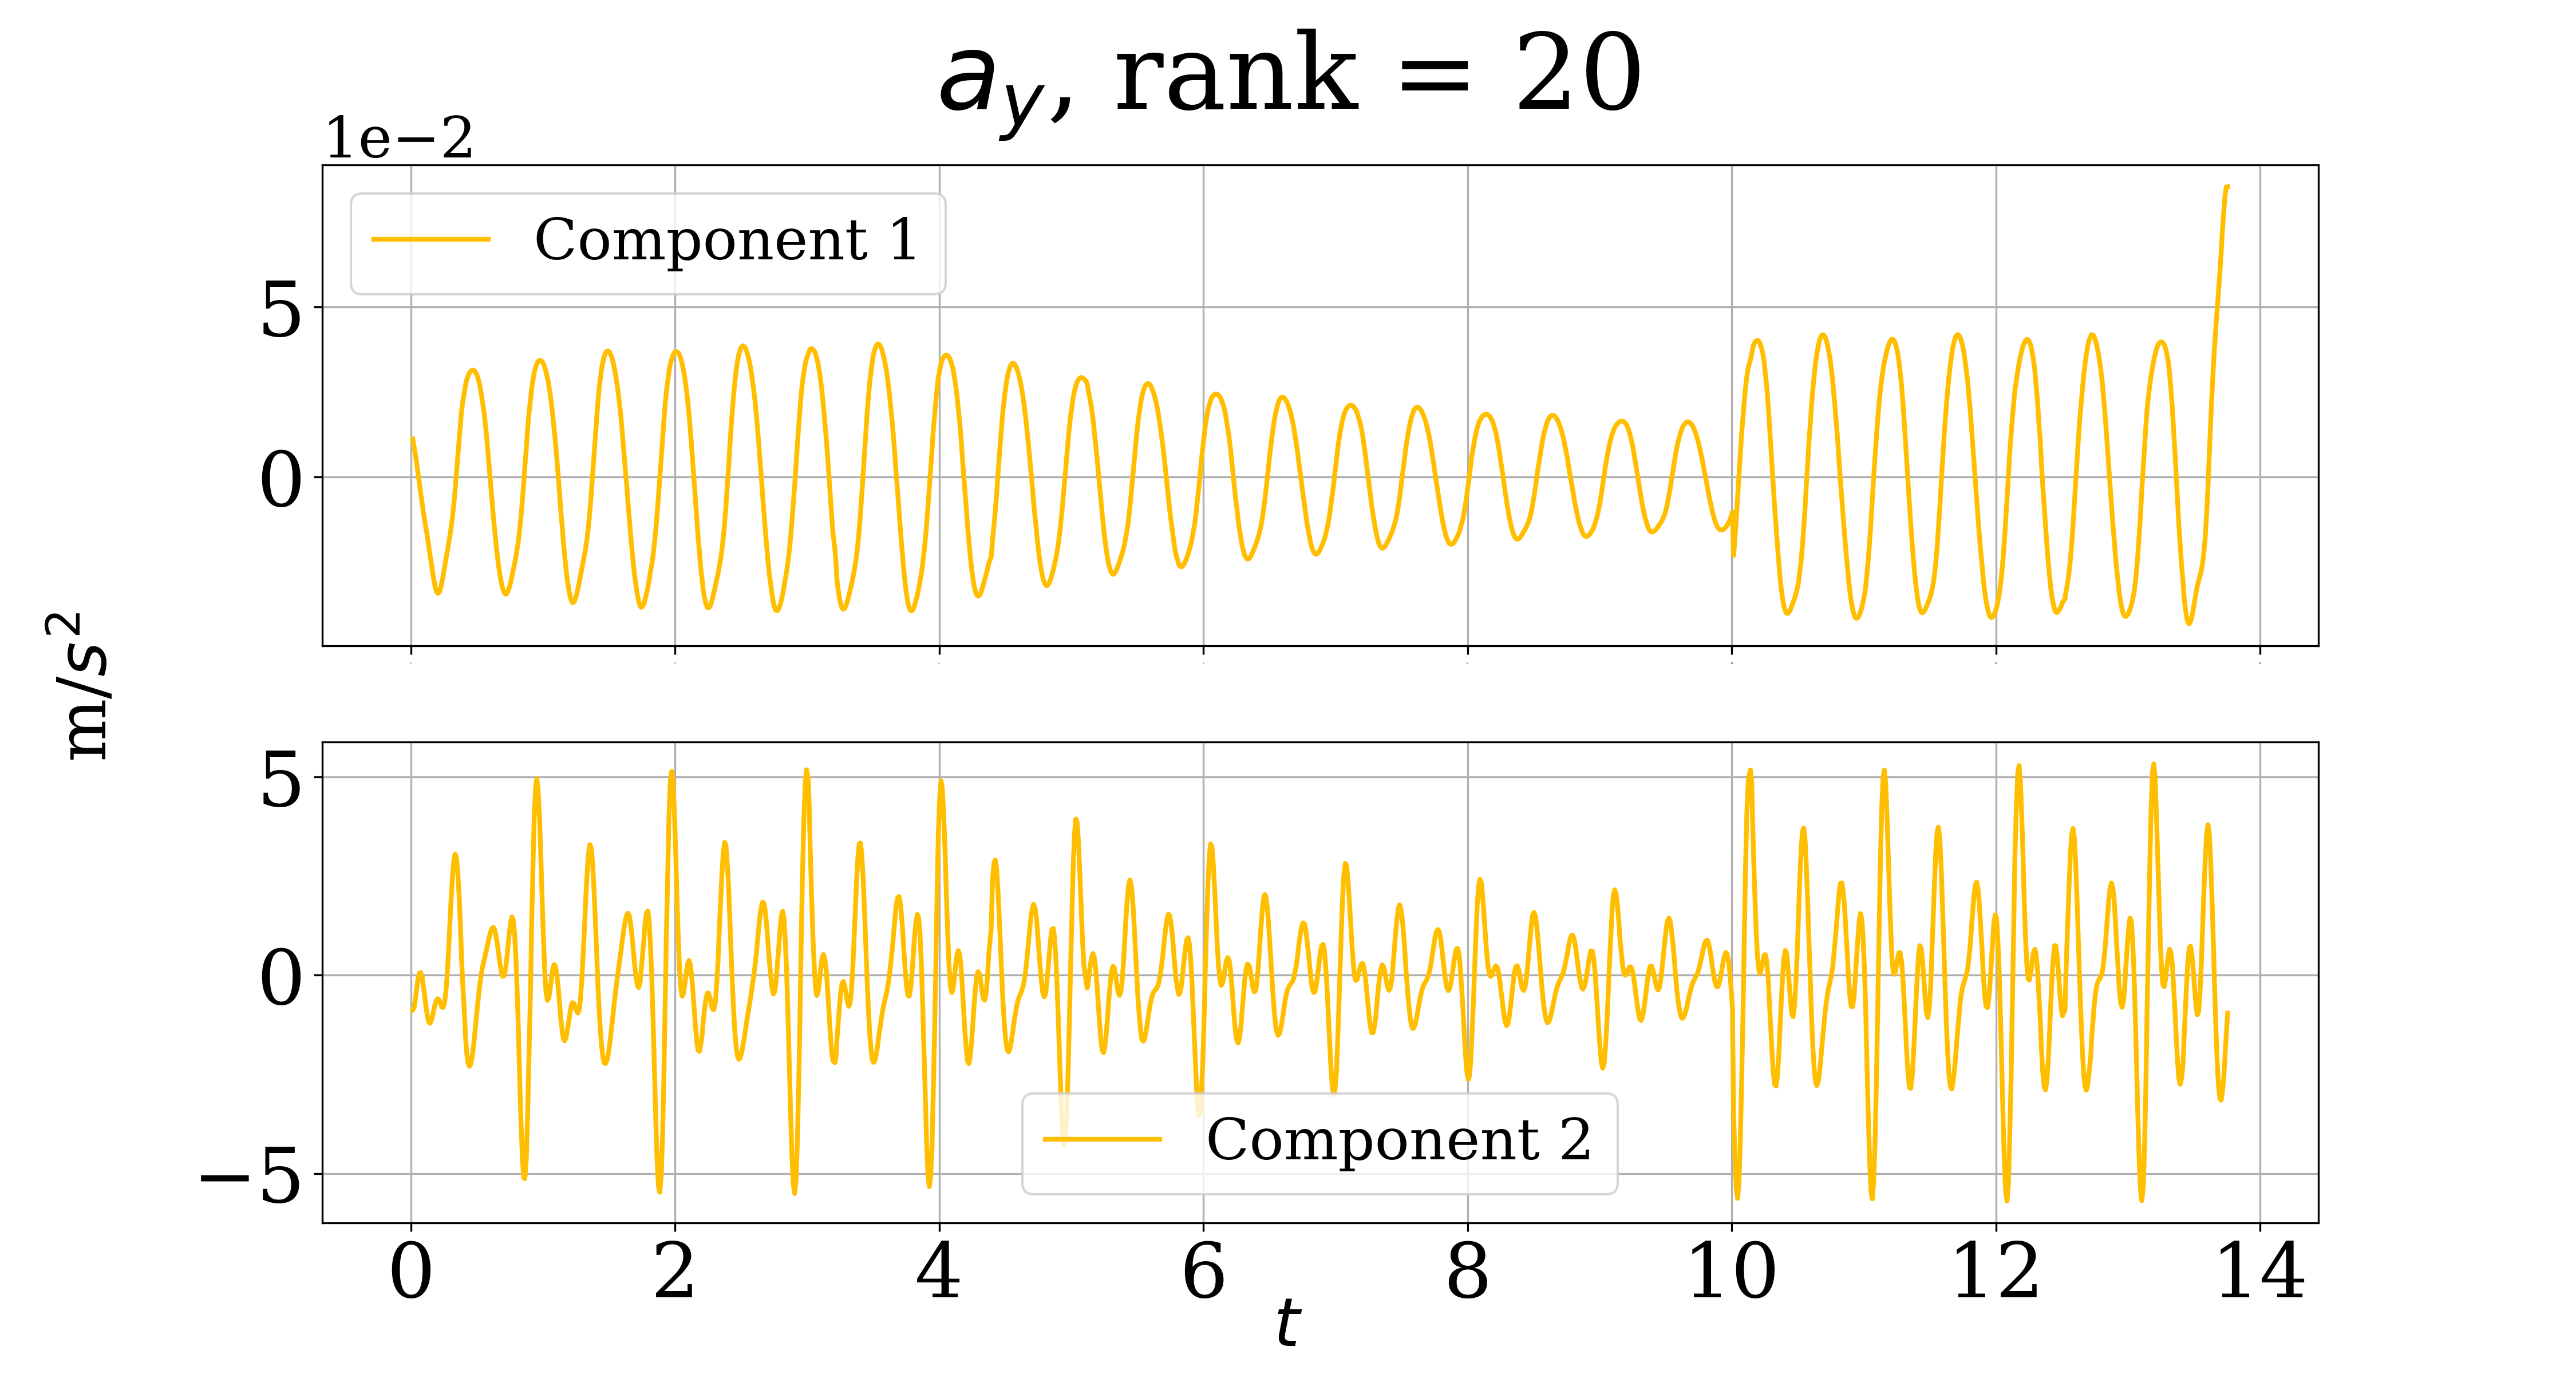 a_y, rank = 20
1e−2
Component 1
5
0
m/s²
5
0
−5
Component 2
0 2 4 6 8 10 12 14
t